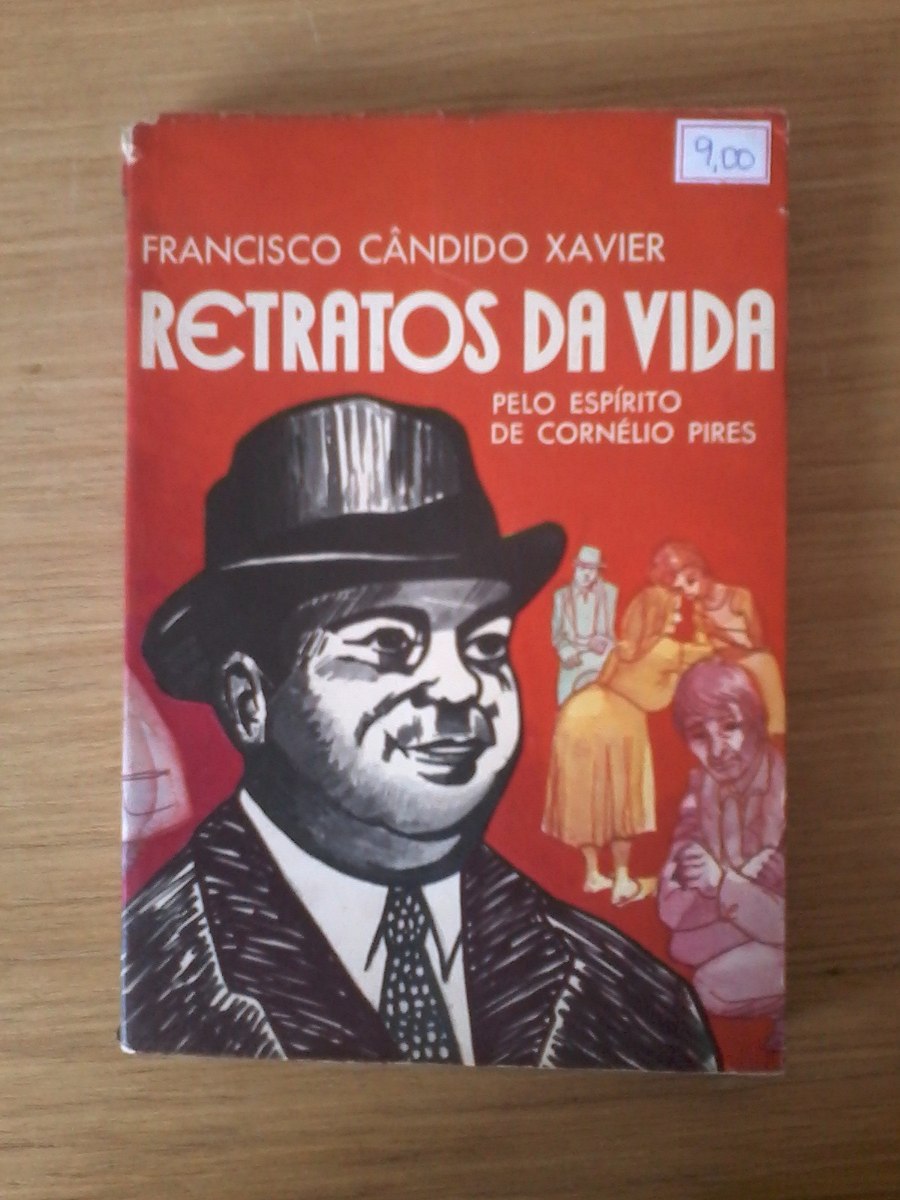 9,00
FRANCISCO CÂNDIDO XAVIER
RETRATOS DA VIDA
PELO ESPÍRITO
DE CORNÉLIO PIRES